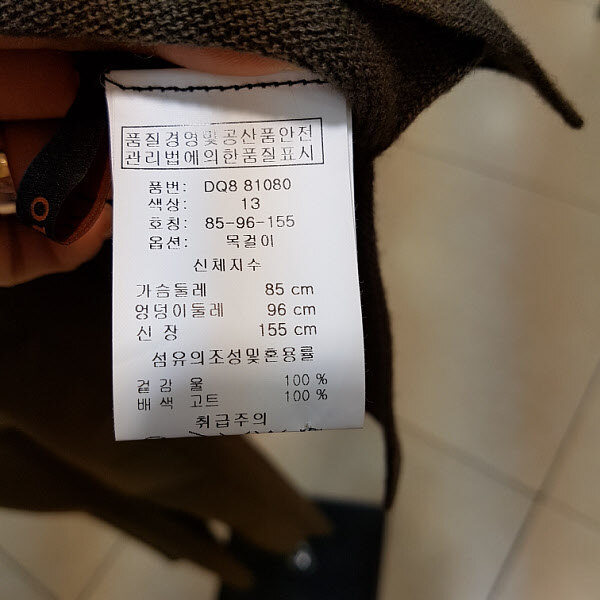 품질경영및공산품안전
관리법에의한품질표시
품번: DQ8 81080
색상: 13
호칭: 85-96-155
옵션: 목걸이
신체지수
가슴둘레 85 cm
엉덩이둘레 96 cm
신 장 155 cm
섬유의조성및혼용률
겉 감 울 100 %
배 색 고트 100 %
취급주의